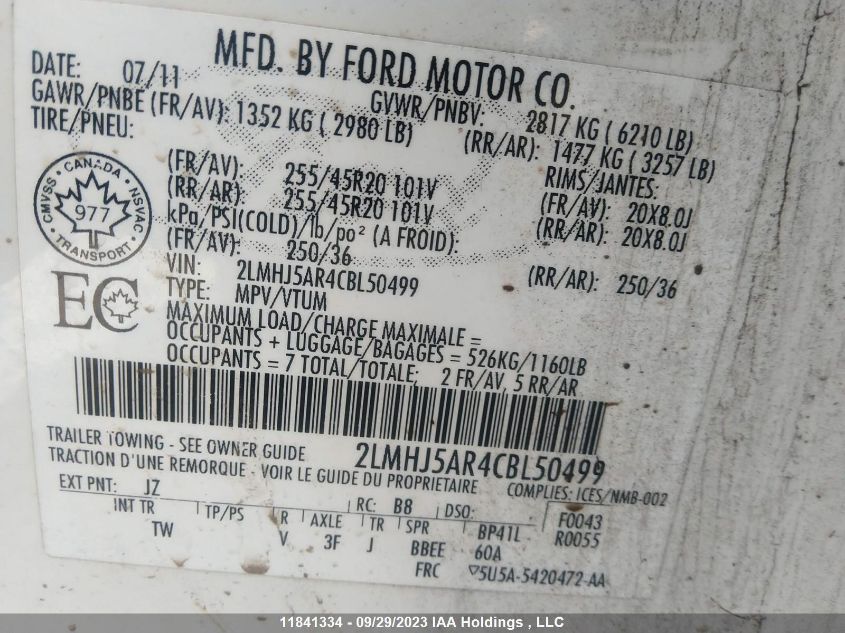 MFD. BY FORD MOTOR CO.
DATE: 07/11 GVWR/PNBV: 2817 KG ( 6210 LB)
GAWR/PNBE (FR/AV): 1352 KG ( 2980 LB) (RR/AR): 1477 KG ( 3257 LB)
TIRE/PNEU: RIMS/JANTES:
(FR/AV): 255/45R20 101V (FR/AV): 20X8.0J
(RR/AR): 255/45R20 101V (RR/AR): 20X8.0J
kPa/PSI(COLD)/lb/po² (A FROID):
(FR/AV): 250/36 (RR/AR): 250/36
VIN: 2LMHJ5AR4CBL50499
TYPE: MPV/VTUM
MAXIMUM LOAD/CHARGE MAXIMALE =
OCCUPANTS + LUGGAGE/BAGAGES = 526KG/1160LB
OCCUPANTS = 7 TOTAL/TOTALE; 2 FR/AV, 5 RR/AR
CMVSS · CANADA · NSVAC
977
· TRANSPORT ·
EC
TRAILER TOWING - SEE OWNER GUIDE 2LMHJ5AR4CBL50499
TRACTION D'UNE REMORQUE - VOIR LE GUIDE DU PROPRIETAIRE COMPLIES: ICES/NMB-002
EXT PNT: JZ RC: B8 DSO: F0043
INT TR TP/PS R AXLE TR SPR BP41L R0055
TW V 3F J BBEE 60A
FRC ▽5U5A-5420472-AA
11841334 - 09/29/2023 IAA Holdings , LLC